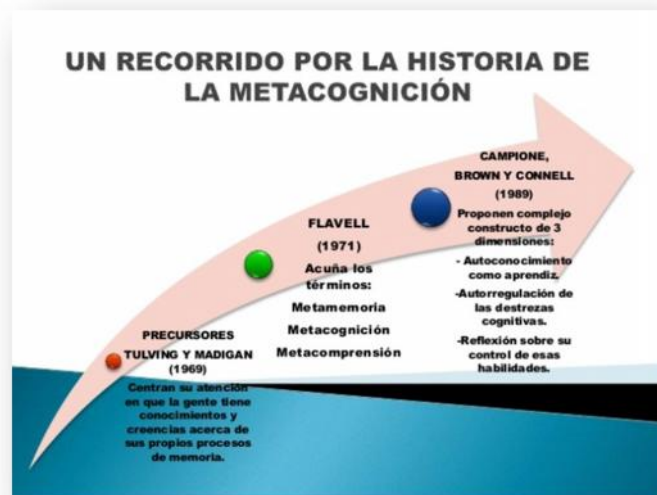 UN RECORRIDO POR LA HISTORIA DE
LA METACOGNICIÓN
PRECURSORES
TULVING Y MADIGAN
(1969)
Centran su atención
en que la gente tiene
conocimientos y
creencias acerca de
sus propios procesos
de memoria.
FLAVELL
(1971)
Acuña los
términos:
Metamemoria
Metacognición
Metacomprensión
CAMPIONE,
BROWN Y CONNELL
(1989)
Proponen complejo
constructo de 3
dimensiones:
- Autoconocimiento
como aprendiz.
-Autorregulación de
las destrezas
cognitivas.
-Reflexión sobre su
control de esas
habilidades.